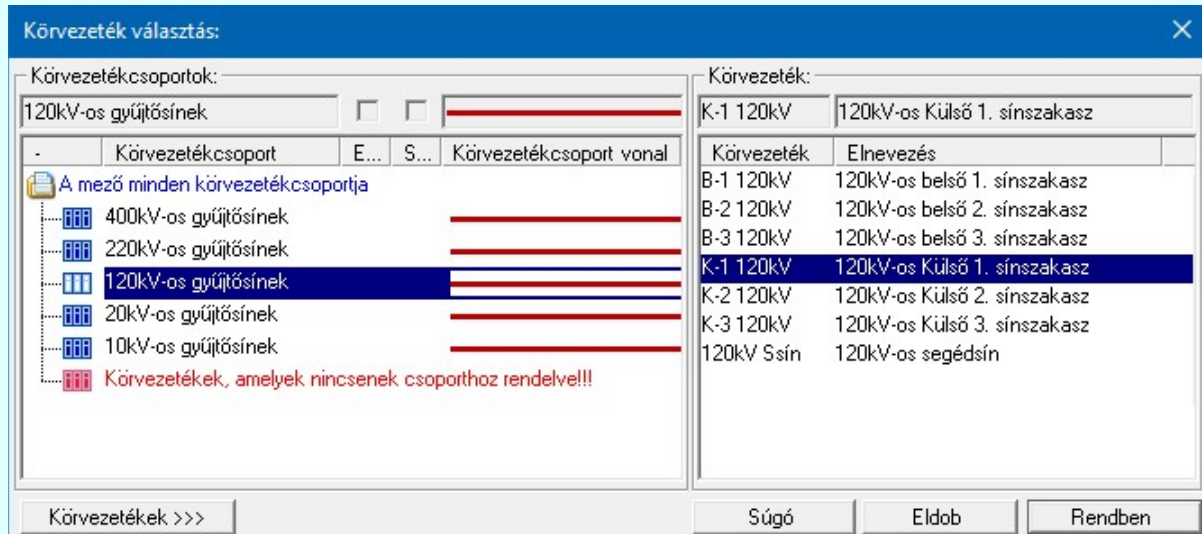 Körvezeték választás:
Körvezetékcsoportok:
120kV-os gyűjtősínek
- Körvezetékcsoport E... S... Körvezetékcsoport vonal
A mező minden körvezetékcsoportja
400kV-os gyűjtősínek
220kV-os gyűjtősínek
120kV-os gyűjtősínek
20kV-os gyűjtősínek
10kV-os gyűjtősínek
Körvezetékek, amelyek nincsenek csoporthoz rendelve!!!
Körvezeték:
K-1 120kV 120kV-os Külső 1. sínszakasz
Körvezeték Elnevezés
B-1 120kV 120kV-os belső 1. sínszakasz
B-2 120kV 120kV-os belső 2. sínszakasz
B-3 120kV 120kV-os belső 3. sínszakasz
K-1 120kV 120kV-os Külső 1. sínszakasz
K-2 120kV 120kV-os Külső 2. sínszakasz
K-3 120kV 120kV-os Külső 3. sínszakasz
120kV Ssín 120kV-os segédsín
Körvezetékek >>> Súgó Eldob Rendben